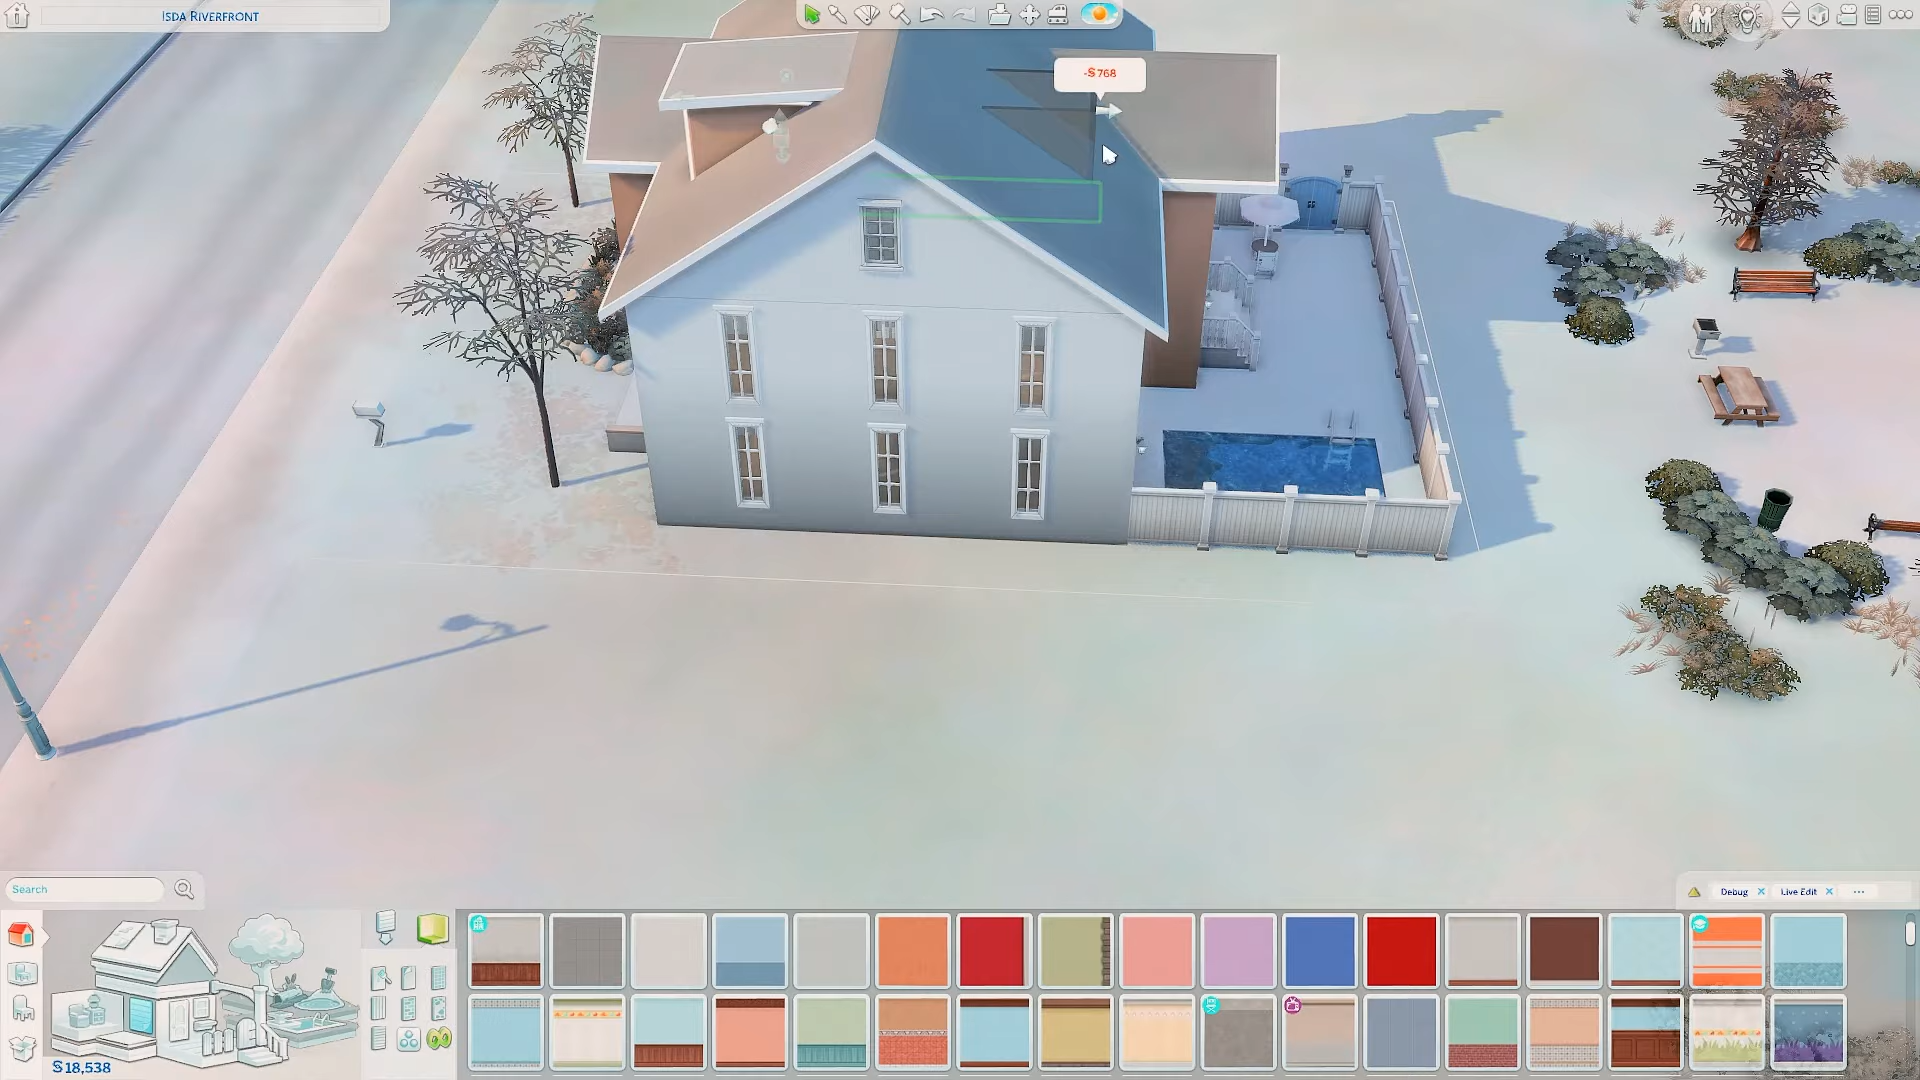 Isda Riverfront
-§768
Search
Debug
Live Edit
§18,538